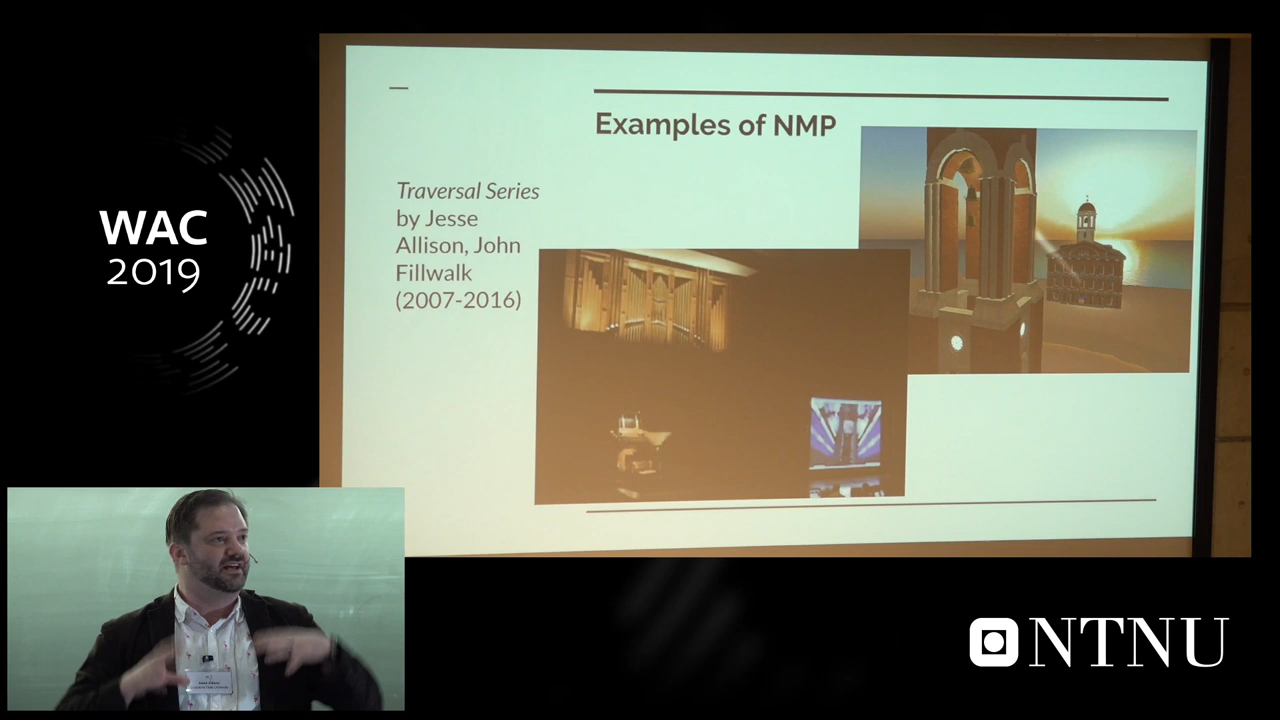 WAC
2019
Examples of NMP
Traversal Series
by Jesse
Allison, John
Fillwalk
(2007-2016)
NTNU